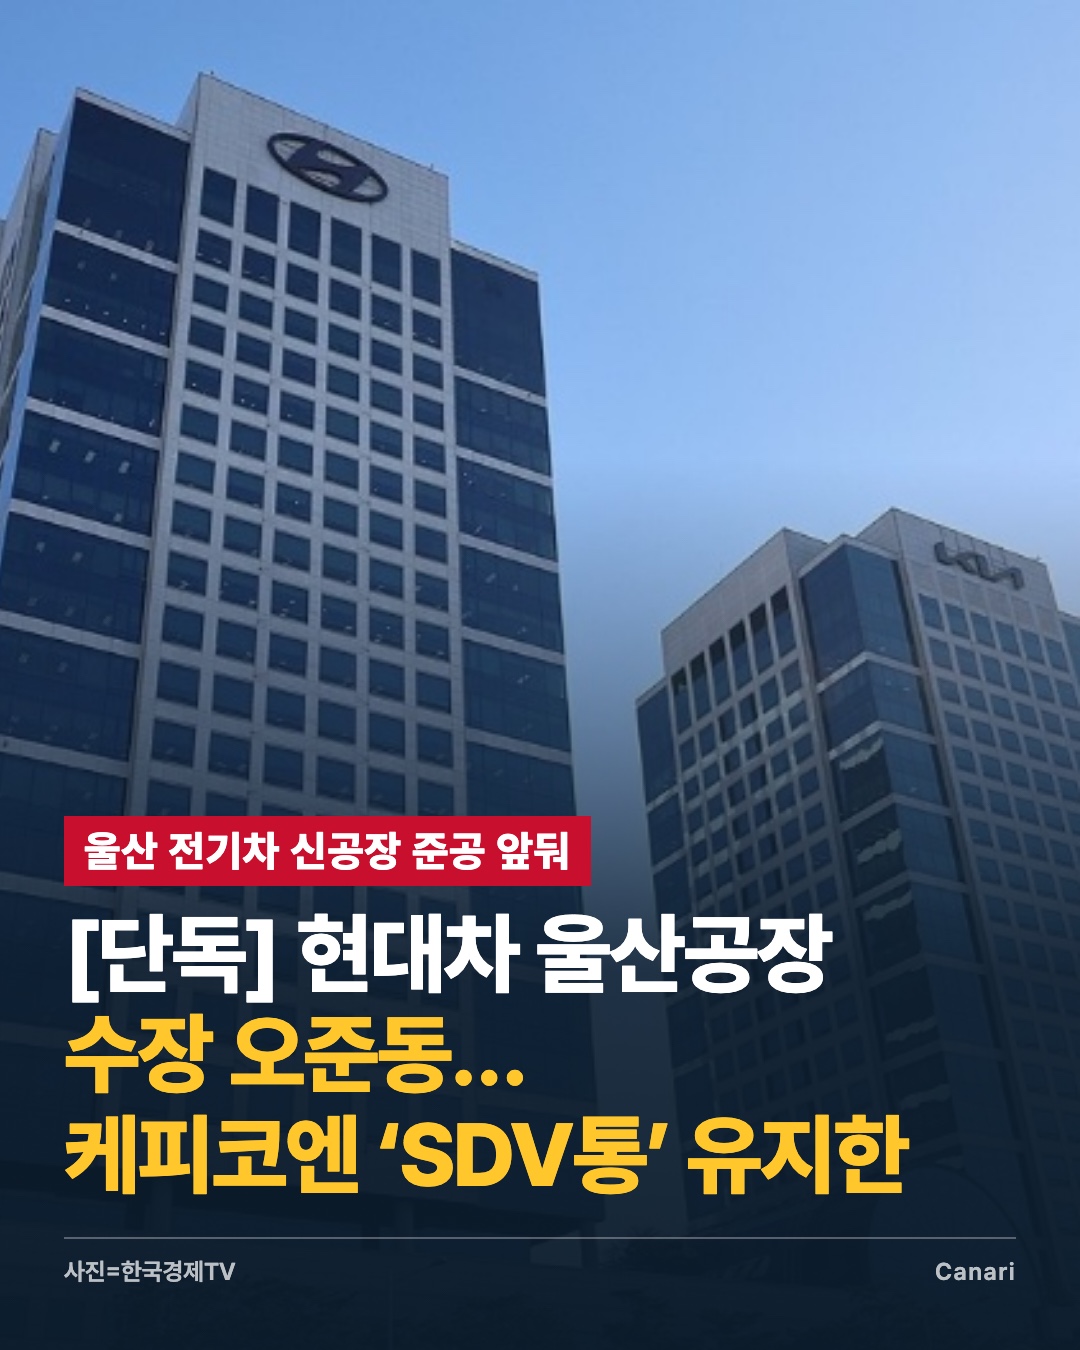 KIA
울산 전기차 신공장 준공 앞둬
[단독] 현대차 울산공장
수장 오준동...
케피코엔 ‘SDV통’ 유지한
사진=한국경제TV
Canari